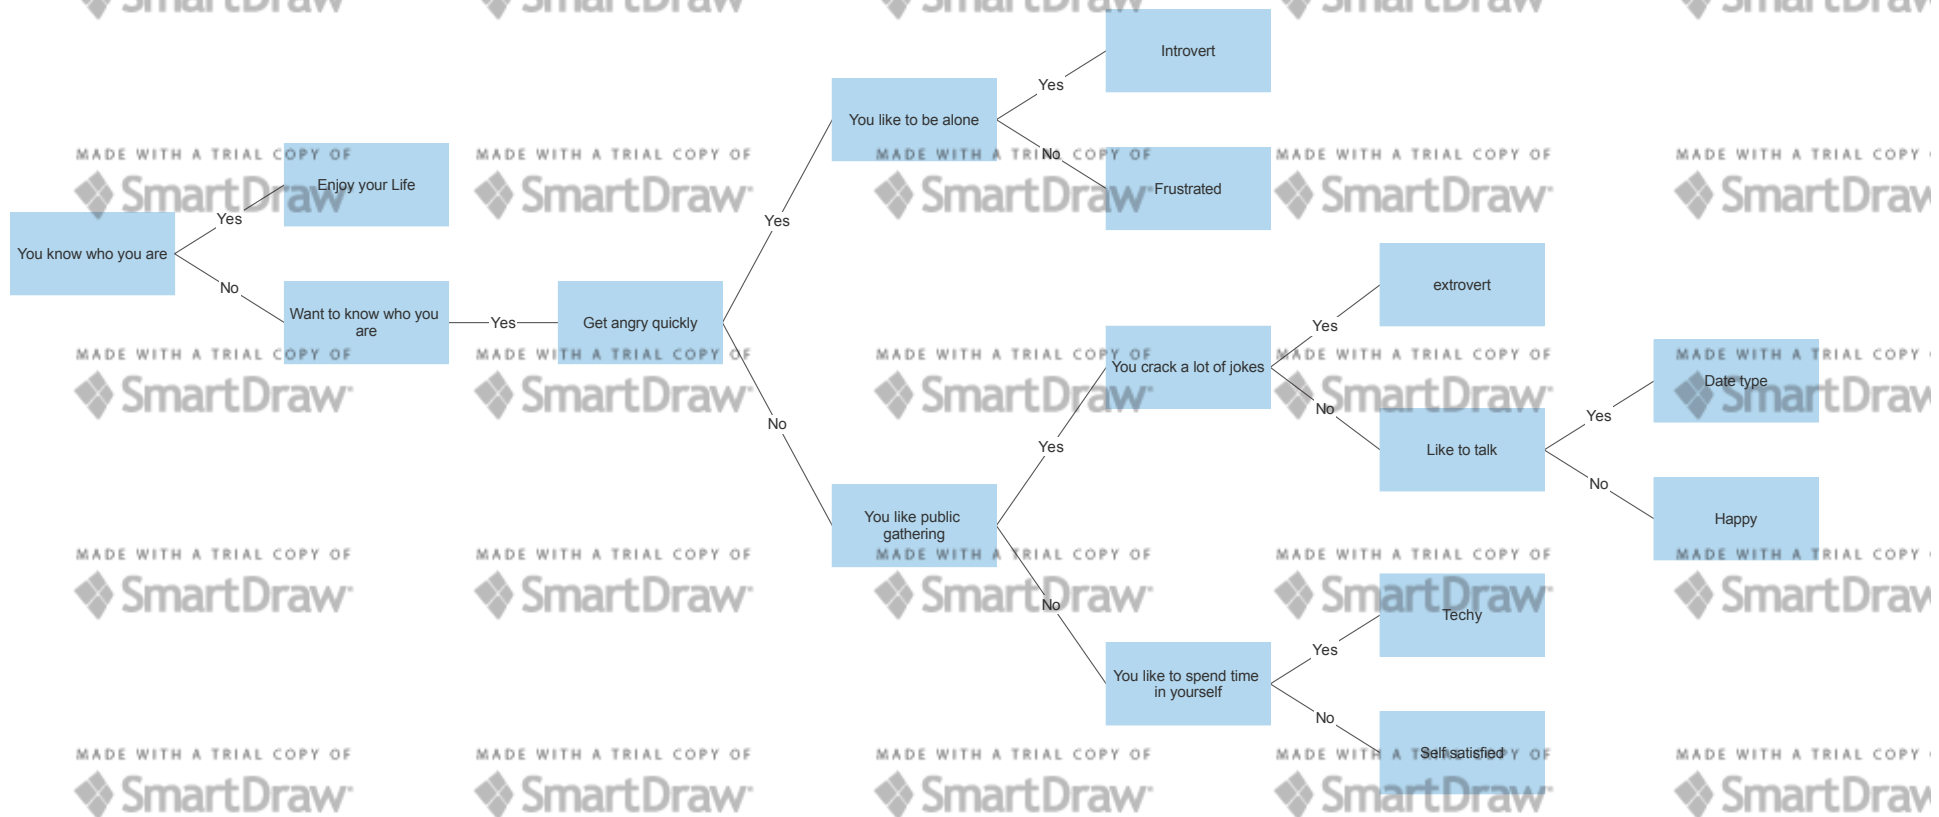 Introvert
Yes
You like to be alone
No
Frustrated
Enjoy your Life
Yes
You know who you are
No
Want to know who you
are
Yes
Get angry quickly
Yes
No
extrovert
Yes
You crack a lot of jokes
No
Like to talk
Yes
Date type
No
Happy
Yes
You like public
gathering
No
Techy
Yes
You like to spend time
in yourself
No
Self satisfied
MADE WITH A TRIAL COPY OF
SmartDraw